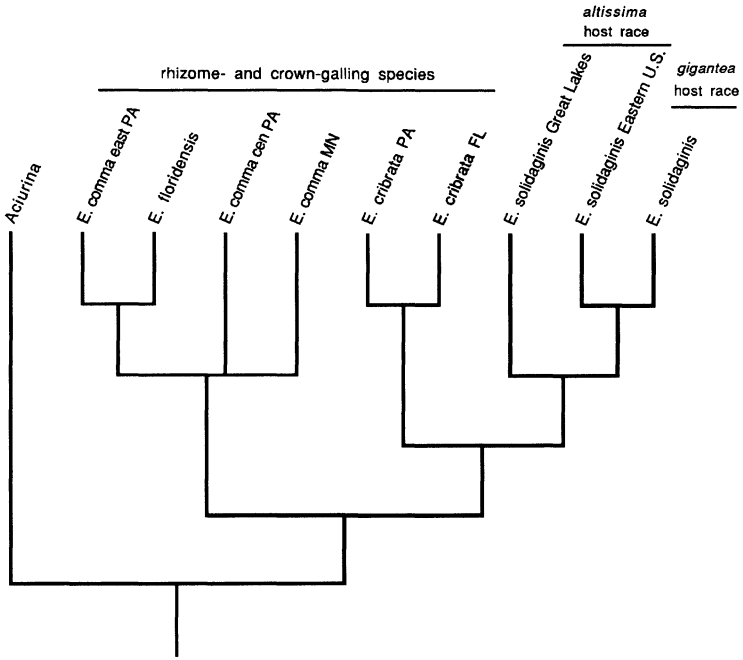 altissima
host race
rhizome- and crown-galling species
gigantea
host race
Aciurina
E. comma east PA
E. floridensis
E. comma cen PA
E. comma MN
E. cribrata PA
E. cribrata FL
E. solidaginis Great Lakes
E. solidaginis Eastern U.S.
E. solidaginis